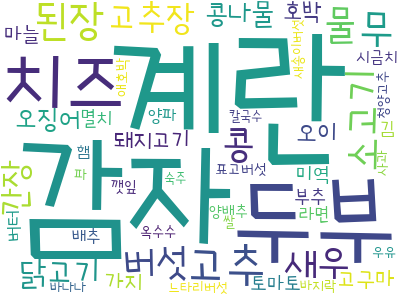 된장
고추장
콩나물
호박
물
무
마늘
치즈
계란
애호박
새송이버섯
시금치
청양고추
오징어
멸치
양파
칼국수
소고기
김
햄
돼지고기
콩
오이
간장
감자
표고버섯
미역
사과
파
깻잎
숙주
두부
버터
배추
옥수수
양배추
쌀
부추
라면
닭고기
버섯
고추
새우
우유
바나나
가지
느타리버섯
토마토
바지락
고구마